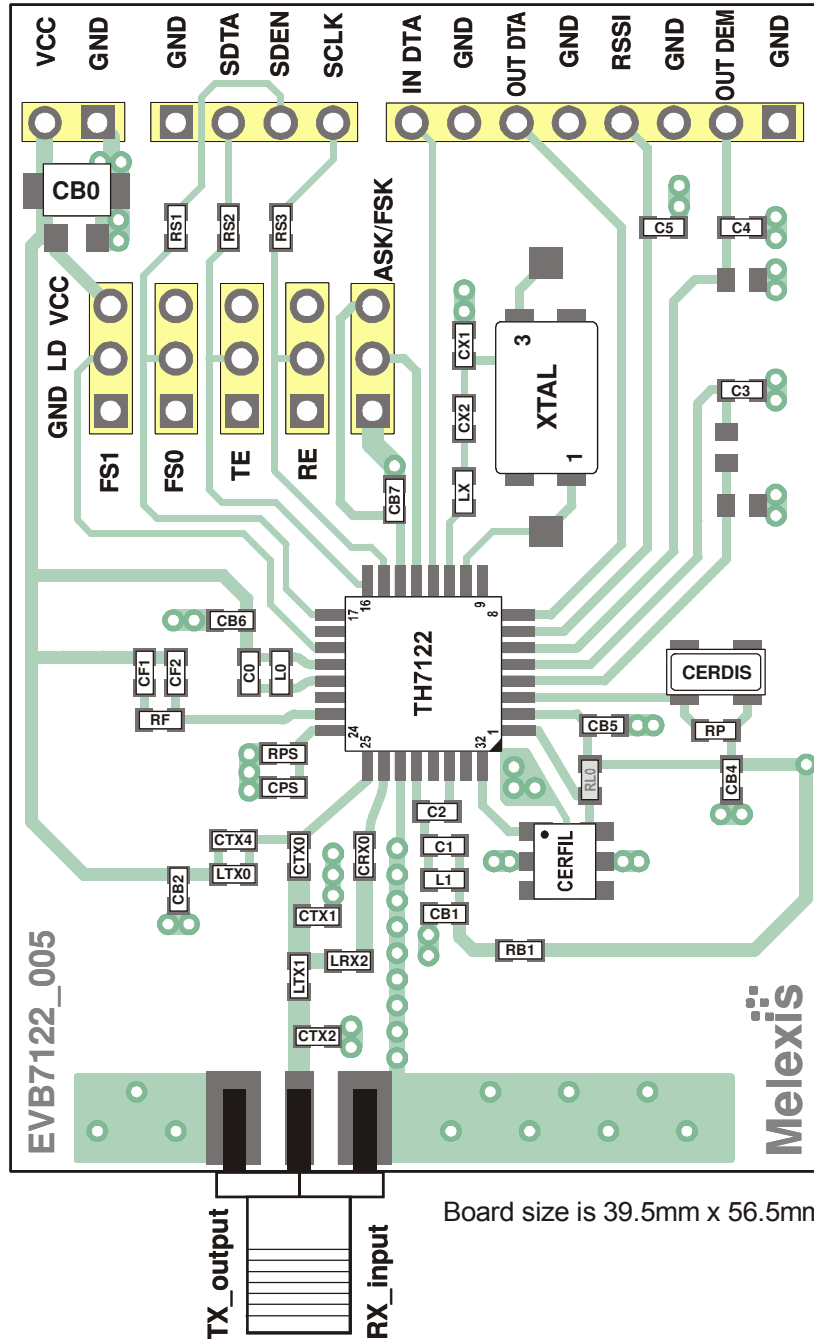 VCC
GND
GND
SDTA
SDEN
SCLK
IN DTA
GND
OUT DTA
GND
RSSI
GND
OUT DEM
GND
CB0
RS1
RS2
RS3
C5
C4
ASK/FSK
GND LD VCC
FS1
FS0
TE
RE
CX1
CX2
LX
3
XTAL
1
C3
CB7
16
9
17
8
TH7122
24
25
32
1
CB6
CF1
CF2
C0
L0
RF
CERDIS
RP
CB5
RPS
CPS
RL0
CB4
C2
CTX4
LTX0
CTX0
CRX0
C1
L1
CB1
CERFIL
CB2
CTX1
LTX1
LRX2
RB1
CTX2
EVB7122_005
Melexis
TX_output
RX_input
Board size is 39.5mm x 56.5mm